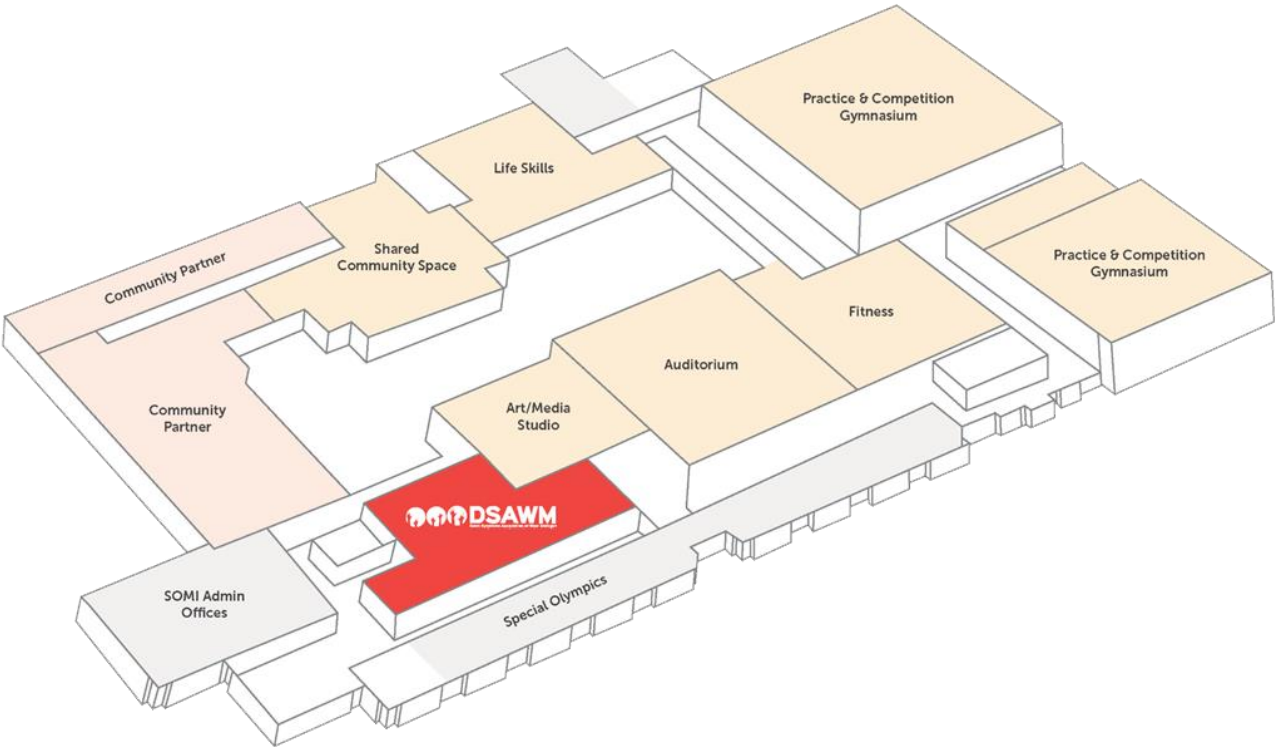 Practice & Competition
Gymnasium
Life Skills
Shared
Community Space
Community Partner
Practice & Competition
Gymnasium
Fitness
Auditorium
Art/Media
Studio
Community
Partner
DSAWM
SOMI Admin
Offices
Special Olympics